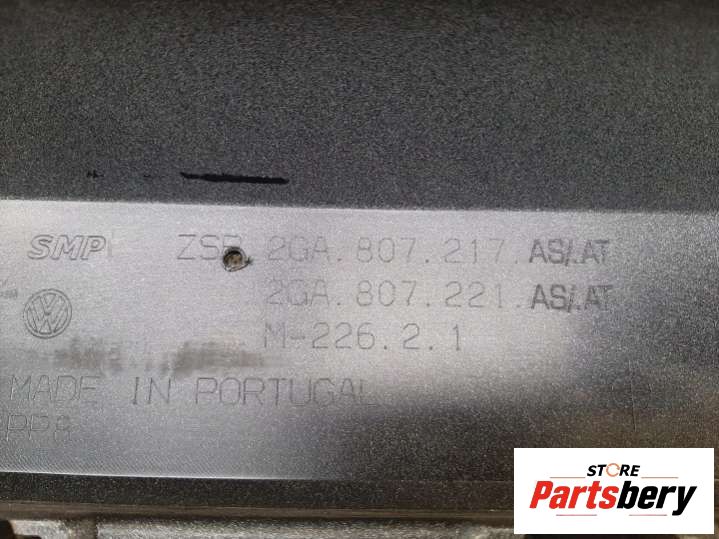 SMP ZSB 2GA.807.217.AS/.AT
2GA.807.221.AS/.AT
M-226.2.1
MADE IN PORTUGAL
STORE
Partsbery